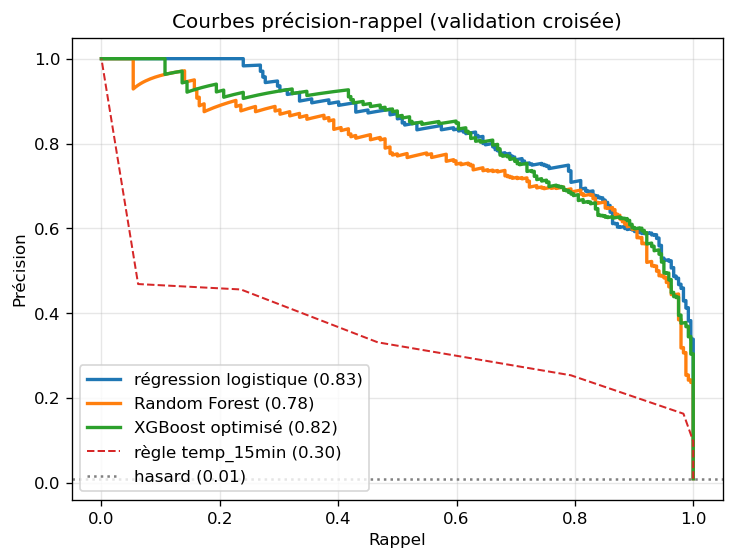 Courbes précision-rappel (validation croisée)
Précision
1.0
0.8
0.6
0.4
0.2
0.0
régression logistique (0.83)
Random Forest (0.78)
XGBoost optimisé (0.82)
règle temp_15min (0.30)
hasard (0.01)
0.0 0.2 0.4 0.6 0.8 1.0
Rappel